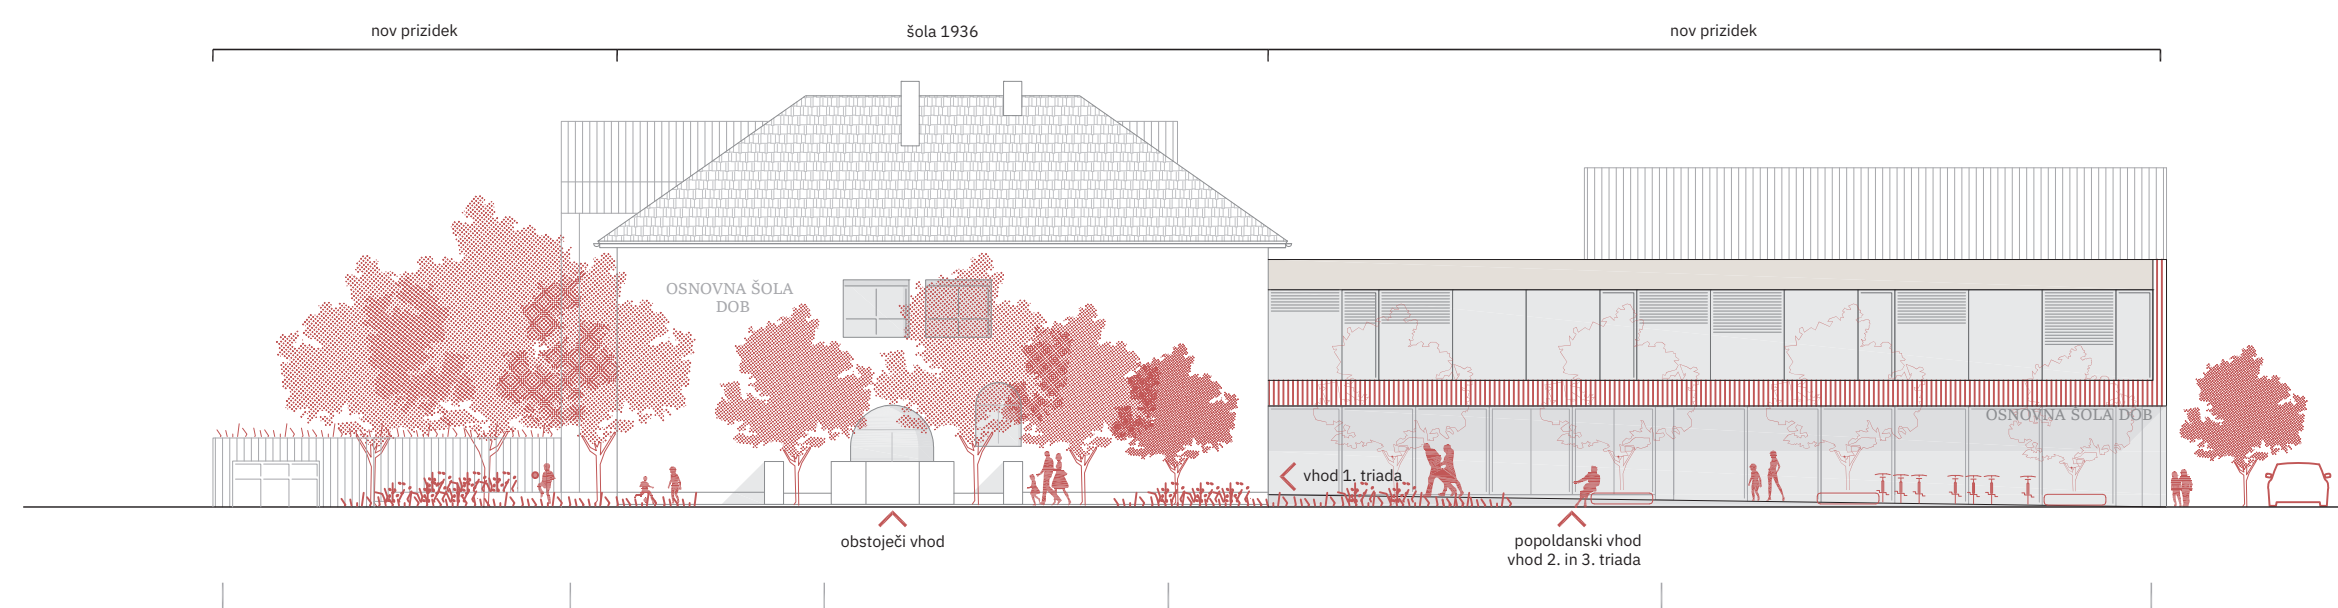 nov prizidek
šola 1936
nov prizidek
OSNOVNA ŠOLA
DOB
OSNOVNA ŠOLA DOB
vhod 1. triada
obstoječi vhod
popoldanski vhod
vhod 2. in 3. triada